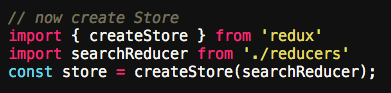 // now create Store
import { createStore } from 'redux'
import searchReducer from './reducers'
const store = createStore(searchReducer);